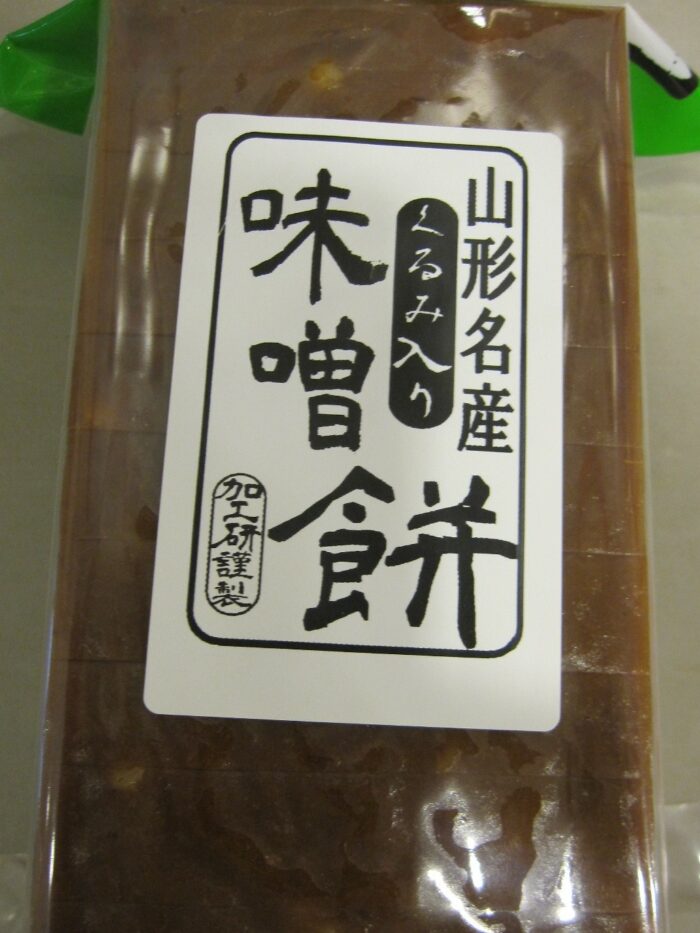 山形名産
くるみ入り
味噌餅
加工研謹製